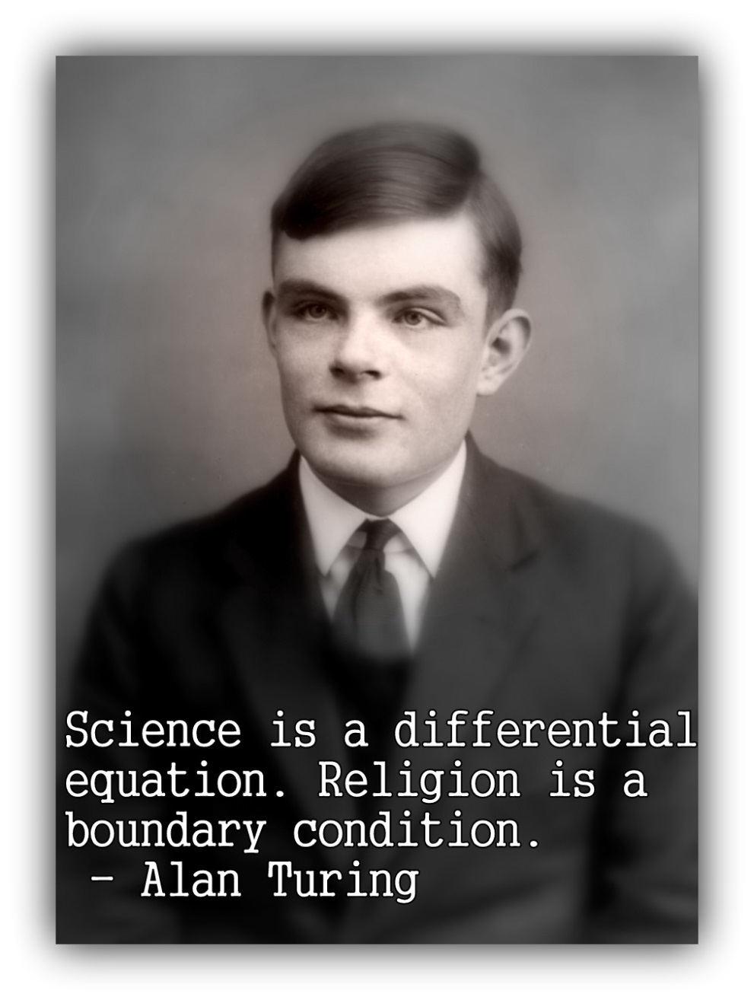 Science is a differential
equation. Religion is a
boundary condition.
- Alan Turing